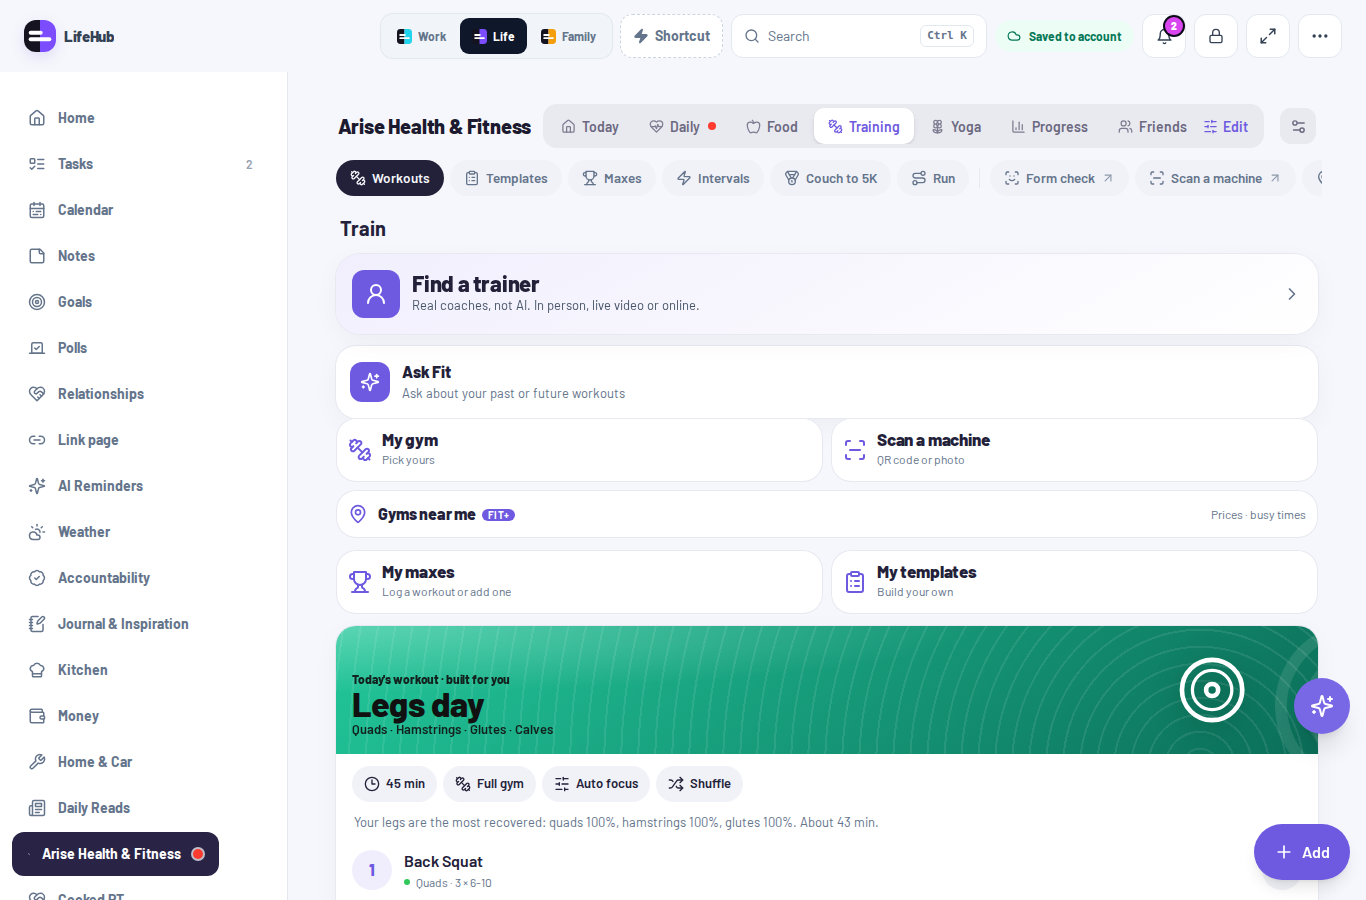 LifeHub
Work
Life
Family
Shortcut
Search
Ctrl K
Saved to account
2
Home
Tasks
2
Calendar
Notes
Goals
Polls
Relationships
Link page
AI Reminders
Weather
Accountability
Journal & Inspiration
Kitchen
Money
Home & Car
Daily Reads
Arise Health & Fitness
Cooked PT
Arise Health & Fitness
Today
Daily
Food
Training
Yoga
Progress
Friends
Edit
Workouts
Templates
Maxes
Intervals
Couch to 5K
Run
Form check
Scan a machine
Train
Find a trainer
Real coaches, not AI. In person, live video or online.
Ask Fit
Ask about your past or future workouts
My gym
Pick yours
Scan a machine
QR code or photo
Gyms near me FIT+
Prices · busy times
My maxes
Log a workout or add one
My templates
Build your own
Today's workout · built for you
Legs day
Quads · Hamstrings · Glutes · Calves
45 min
Full gym
Auto focus
Shuffle
Your legs are the most recovered: quads 100%, hamstrings 100%, glutes 100%. About 43 min.
1
Back Squat
Quads · 3 × 6-10
Add